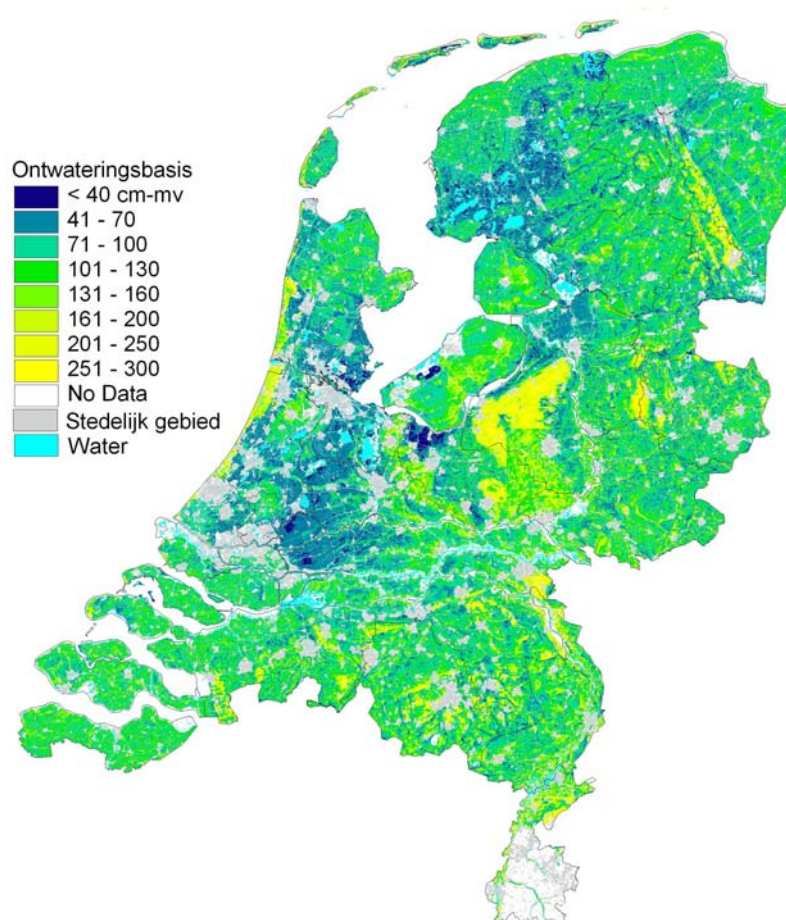 Ontwateringsbasis
< 40 cm-mv
41 - 70
71 - 100
101 - 130
131 - 160
161 - 200
201 - 250
251 - 300
No Data
Stedelijk gebied
Water